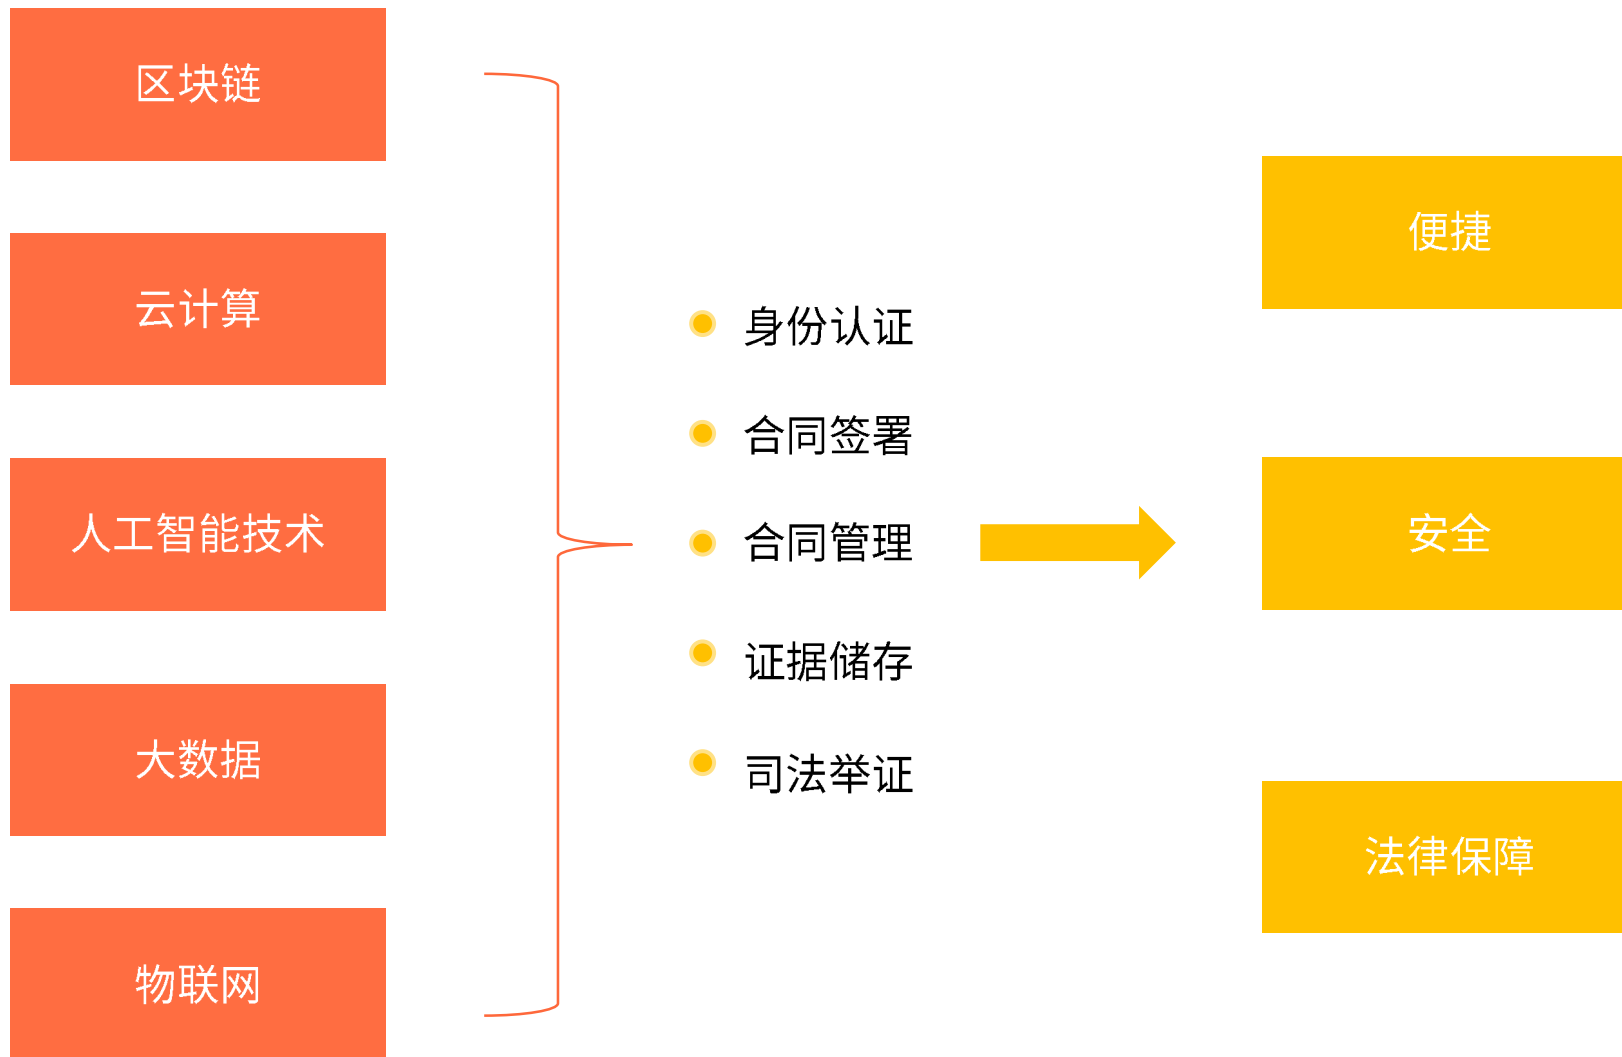 区块链
云计算
人工智能技术
大数据
物联网
身份认证
合同签署
合同管理
证据储存
司法举证
便捷
安全
法律保障